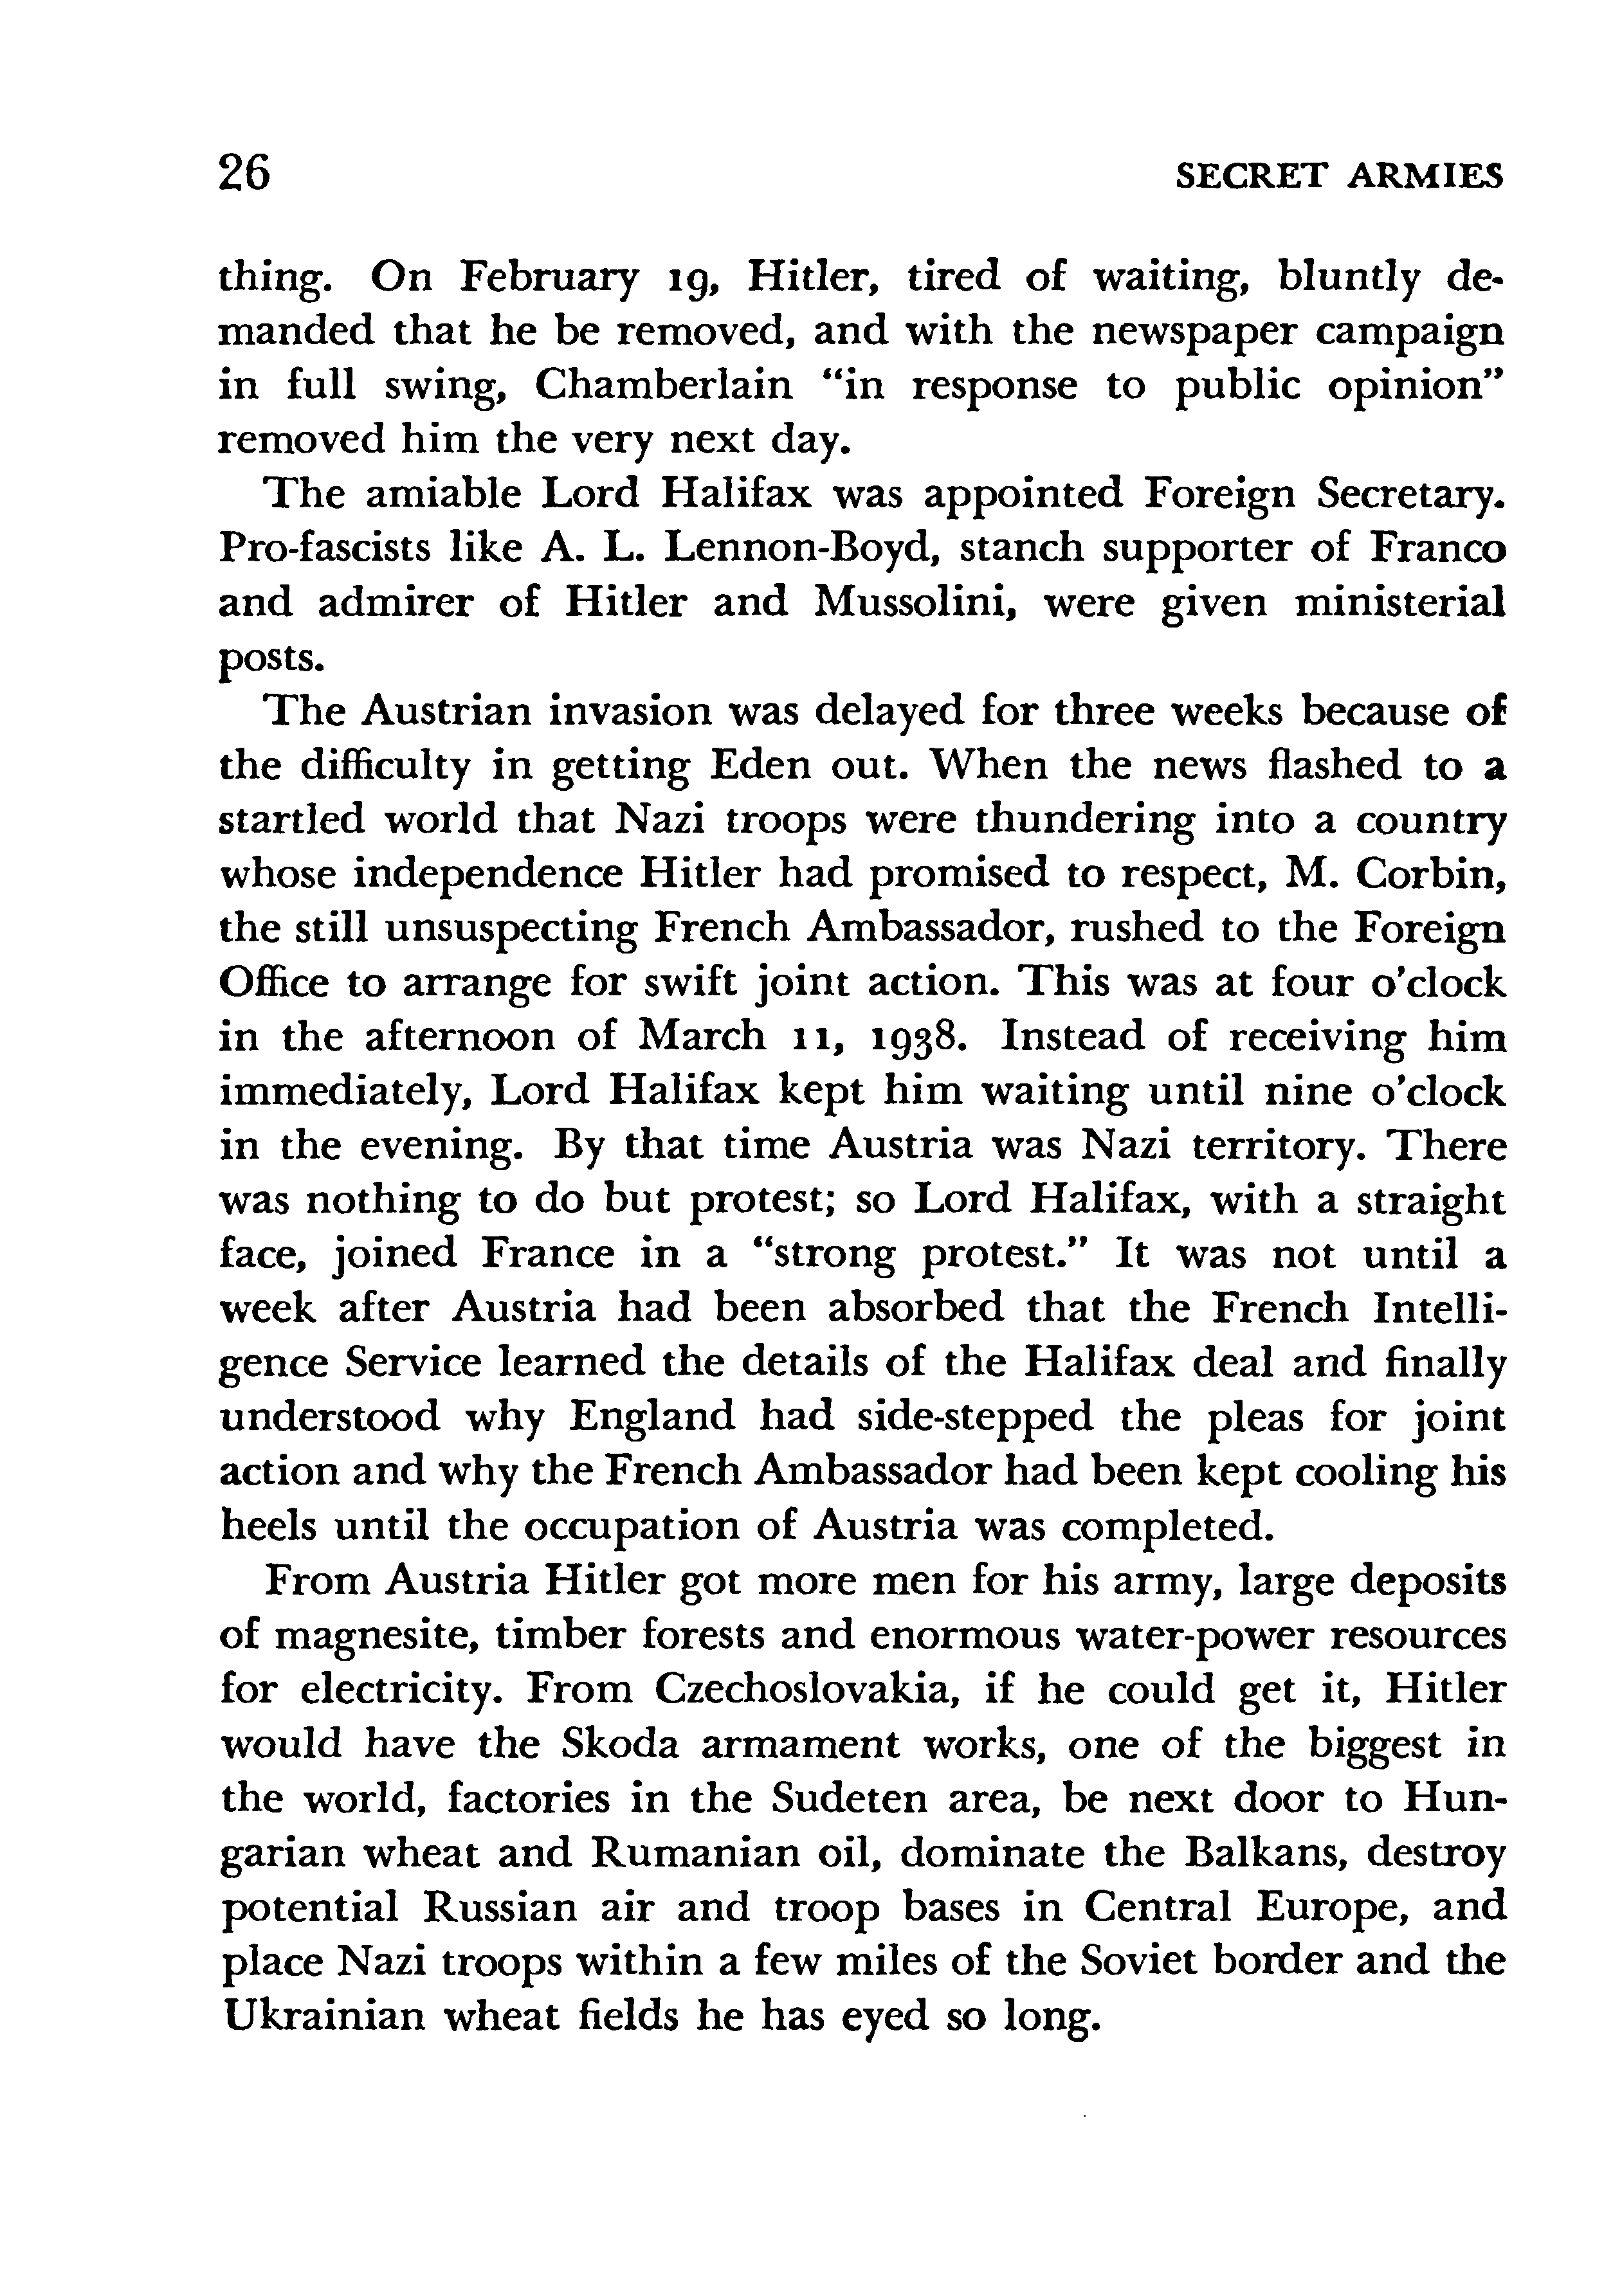 26 SECRET ARMIES
thing. On February 19, Hitler, tired of waiting, bluntly de-
manded that he be removed, and with the newspaper campaign
in full swing, Chamberlain “in response to public opinion”
removed him the very next day.
The amiable Lord Halifax was appointed Foreign Secretary.
Pro-fascists like A. L. Lennon-Boyd, stanch supporter of Franco
and admirer of Hitler and Mussolini, were given ministerial
posts.
The Austrian invasion was delayed for three weeks because of
the difficulty in getting Eden out. When the news flashed to a
startled world that Nazi troops were thundering into a country
whose independence Hitler had promised to respect, M. Corbin,
the still unsuspecting French Ambassador, rushed to the Foreign
Office to arrange for swift joint action. This was at four o’clock
in the afternoon of March 11, 1938. Instead of receiving him
immediately, Lord Halifax kept him waiting until nine o’clock
in the evening. By that time Austria was Nazi territory. There
was nothing to do but protest; so Lord Halifax, with a straight
face, joined France in a “strong protest.” It was not until a
week after Austria had been absorbed that the French Intelli-
gence Service learned the details of the Halifax deal and finally
understood why England had side-stepped the pleas for joint
action and why the French Ambassador had been kept cooling his
heels until the occupation of Austria was completed.
From Austria Hitler got more men for his army, large deposits
of magnesite, timber forests and enormous water-power resources
for electricity. From Czechoslovakia, if he could get it, Hitler
would have the Skoda armament works, one of the biggest in
the world, factories in the Sudeten area, be next door to Hun-
garian wheat and Rumanian oil, dominate the Balkans, destroy
potential Russian air and troop bases in Central Europe, and
place Nazi troops within a few miles of the Soviet border and the
Ukrainian wheat fields he has eyed so long.